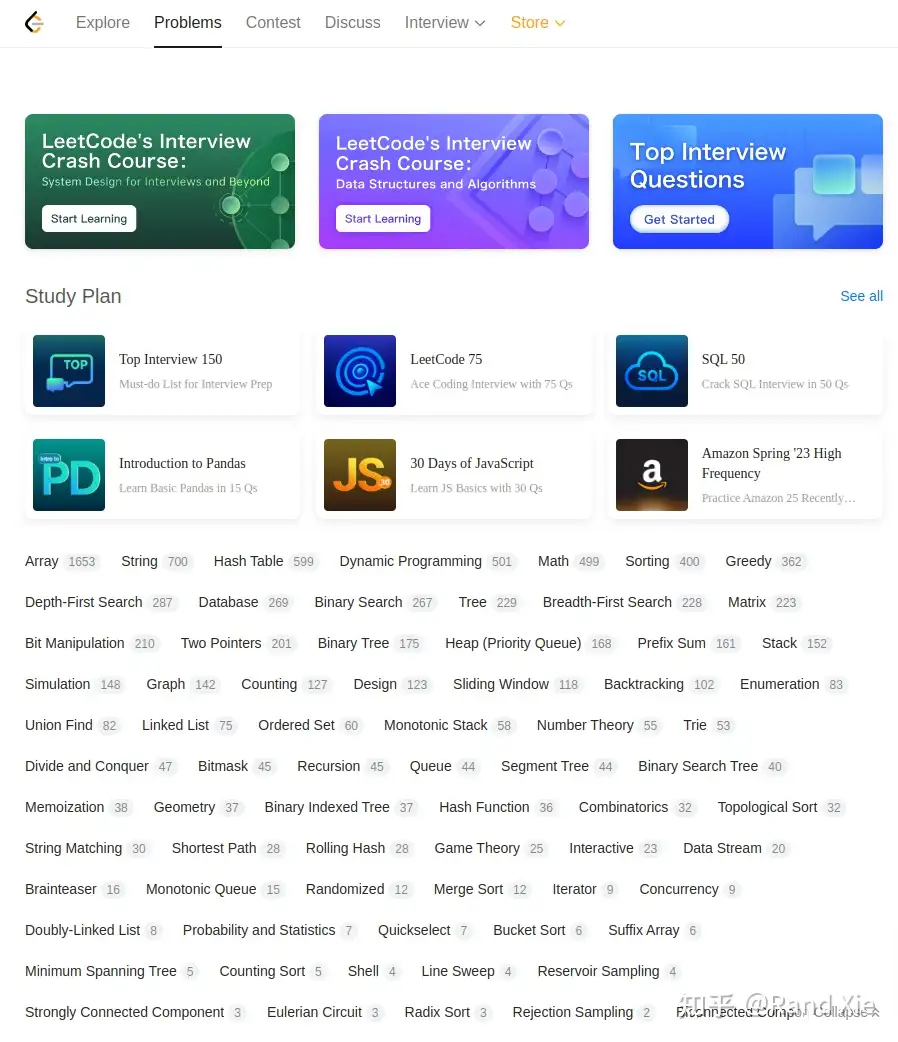 Explore Problems Contest Discuss Interview Store
LeetCode's Interview
Crash Course:
System Design for Interviews and Beyond
Start Learning
LeetCode's Interview
Crash Course:
Data Structures and Algorithms
Start Learning
Top Interview
Questions
Get Started
Study Plan
See all
TOP
Top Interview 150
Must-do List for Interview Prep
LeetCode 75
Ace Coding Interview with 75 Qs
SQL
SQL 50
Crack SQL Interview in 50 Qs
Intro to
PD
Introduction to Pandas
Learn Basic Pandas in 15 Qs
JS
30
30 Days of JavaScript
Learn JS Basics with 30 Qs
a
Amazon Spring '23 High
Frequency
Practice Amazon 25 Recently…
Array 1653 String 700 Hash Table 599 Dynamic Programming 501 Math 499 Sorting 400 Greedy 362
Depth-First Search 287 Database 269 Binary Search 267 Tree 229 Breadth-First Search 228 Matrix 223
Bit Manipulation 210 Two Pointers 201 Binary Tree 175 Heap (Priority Queue) 168 Prefix Sum 161 Stack 152
Simulation 148 Graph 142 Counting 127 Design 123 Sliding Window 118 Backtracking 102 Enumeration 83
Union Find 82 Linked List 75 Ordered Set 60 Monotonic Stack 58 Number Theory 55 Trie 53
Divide and Conquer 47 Bitmask 45 Recursion 45 Queue 44 Segment Tree 44 Binary Search Tree 40
Memoization 38 Geometry 37 Binary Indexed Tree 37 Hash Function 36 Combinatorics 32 Topological Sort 32
String Matching 30 Shortest Path 28 Rolling Hash 28 Game Theory 25 Interactive 23 Data Stream 20
Brainteaser 16 Monotonic Queue 15 Randomized 12 Merge Sort 12 Iterator 9 Concurrency 9
Doubly-Linked List 8 Probability and Statistics 7 Quickselect 7 Bucket Sort 6 Suffix Array 6
Minimum Spanning Tree 5 Counting Sort 5 Shell 4 Line Sweep 4 Reservoir Sampling 4
Strongly Connected Component 3 Eulerian Circuit 3 Radix Sort 3 Rejection Sampling 2 Collapse
知乎 @Rand Xie